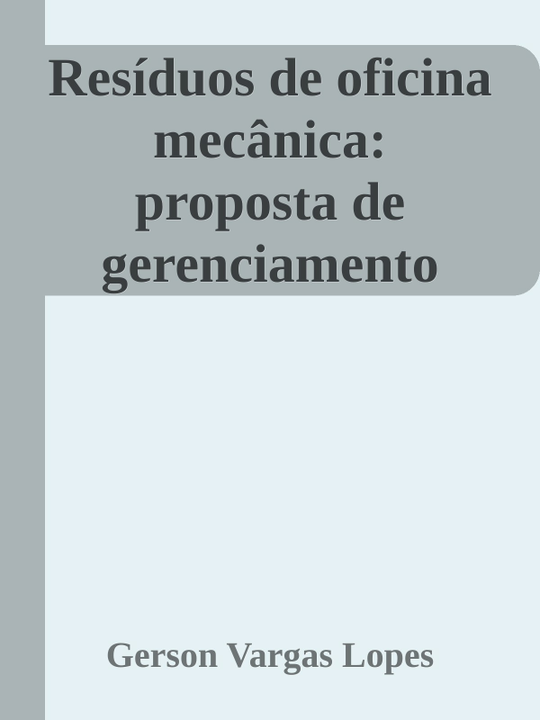 Resíduos de oficina
mecânica:
proposta de
gerenciamento
Gerson Vargas Lopes